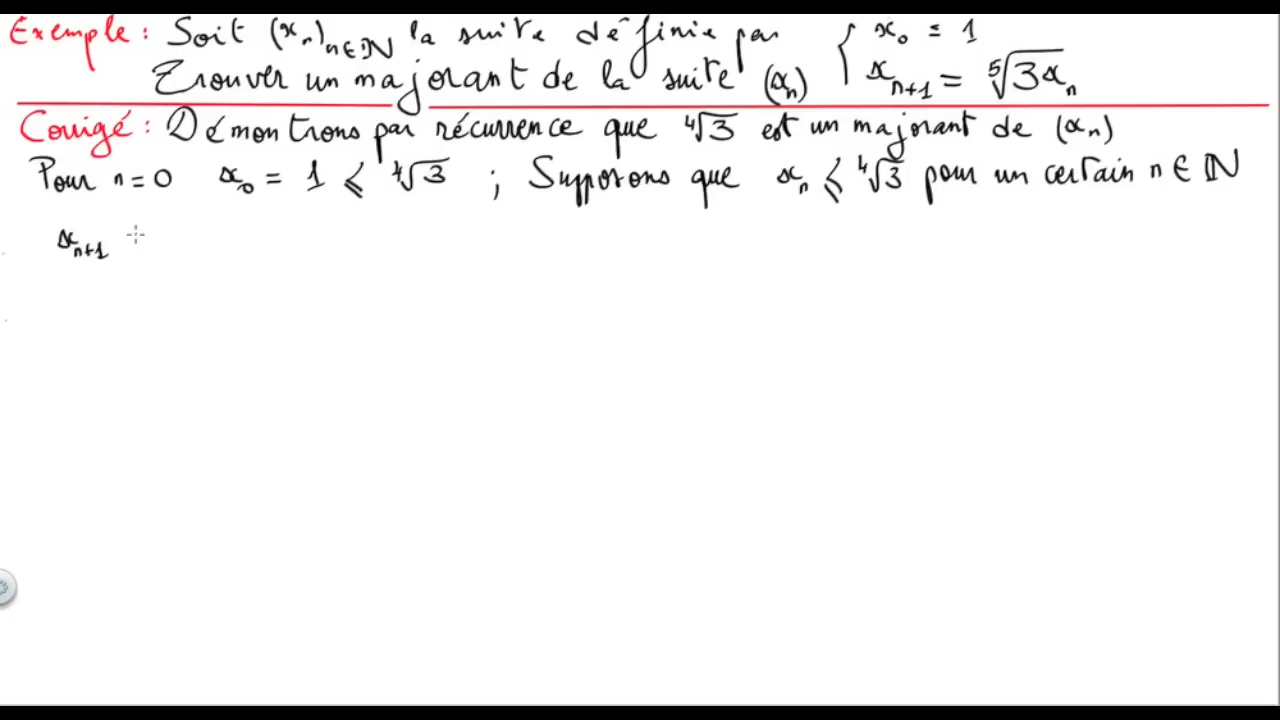 Exemple : Soit (xₙ)ₙ∈ℕ la suite définie par { x₀ = 1
Trouver un majorant de la suite (xₙ) xₙ₊₁ = ⁵√3xₙ
Corrigé : Démontrons par récurrence que ⁴√3 est un majorant de (xₙ)
Pour n = 0 x₀ = 1 ⩽ ⁴√3 ; Supposons que xₙ ⩽ ⁴√3 pour un certain n ∈ ℕ
xₙ₊₁